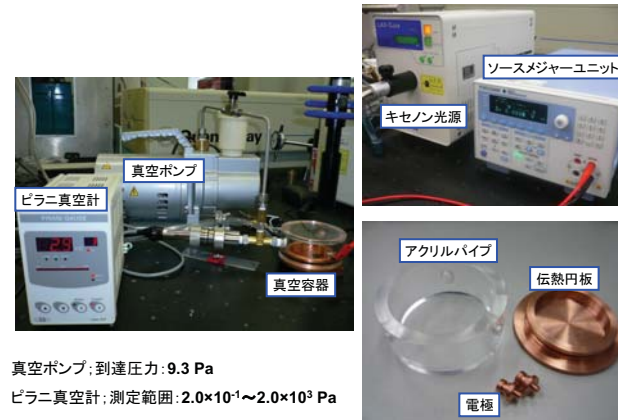 真空ポンプ
ピラニ真空計
PIRANI GAUGE
真空容器
ソースメジャーユニット
キセノン光源
アクリルパイプ
伝熱円板
電極
真空ポンプ;到達圧力:9.3 Pa
ピラニ真空計;測定範囲:2.0×10⁻¹~2.0×10³ Pa